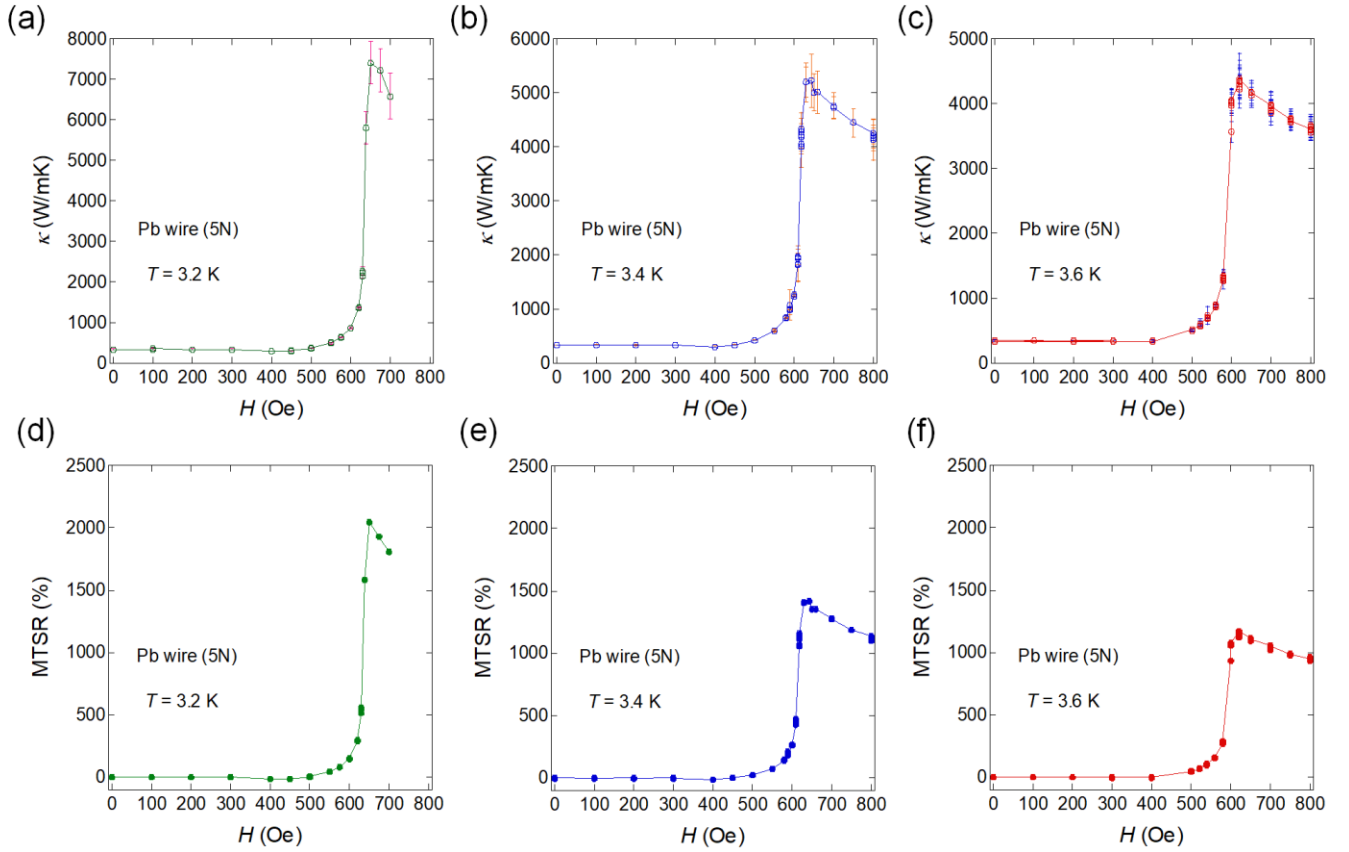 (a)
8000
7000
6000
5000
4000
3000
2000
1000
0
κ (W/mK)
Pb wire (5N)
T = 3.2 K
0 100 200 300 400 500 600 700 800
H (Oe)
(b)
6000
5000
4000
3000
2000
1000
0
κ (W/mK)
Pb wire (5N)
T = 3.4 K
0 100 200 300 400 500 600 700 800
H (Oe)
(c)
5000
4000
3000
2000
1000
0
κ (W/mK)
Pb wire (5N)
T = 3.6 K
0 100 200 300 400 500 600 700 800
H (Oe)
(d)
2500
2000
1500
1000
500
0
MTSR (%)
Pb wire (5N)
T = 3.2 K
0 100 200 300 400 500 600 700 800
H (Oe)
(e)
2500
2000
1500
1000
500
0
MTSR (%)
Pb wire (5N)
T = 3.4 K
0 100 200 300 400 500 600 700 800
H (Oe)
(f)
2500
2000
1500
1000
500
0
MTSR (%)
Pb wire (5N)
T = 3.6 K
0 100 200 300 400 500 600 700 800
H (Oe)